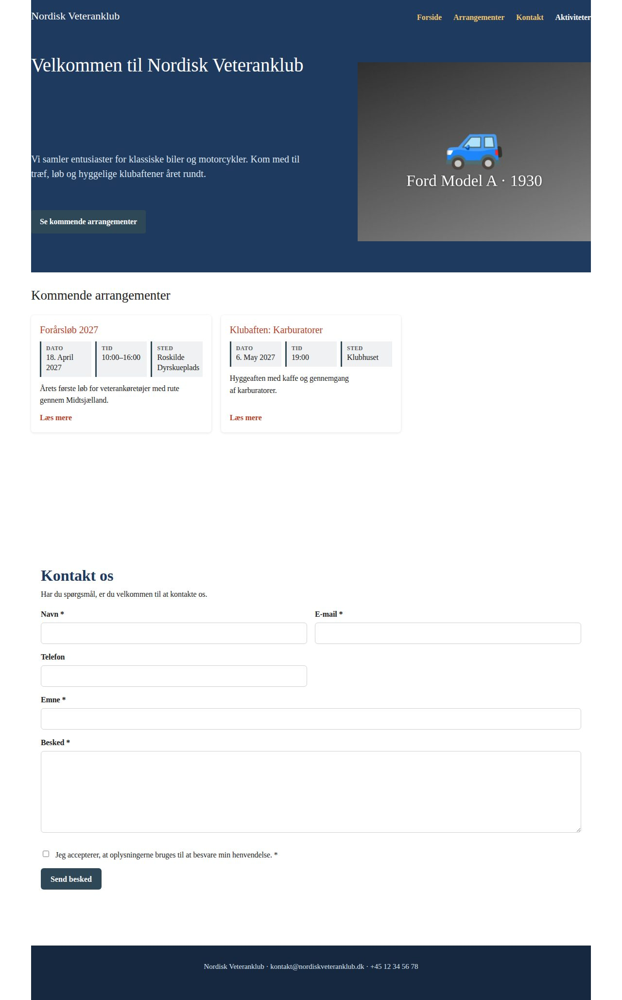 Nordisk Veteranklub
Forside Arrangementer Kontakt Aktiviteter
Velkommen til Nordisk Veteranklub
Vi samler entusiaster for klassiske biler og motorcykler. Kom med til
træf, løb og hyggelige klubaftener året rundt.
Se kommende arrangementer
Ford Model A · 1930
Kommende arrangementer
Forårsløb 2027
DATO
18. April
2027
TID
10:00–16:00
STED
Roskilde
Dyrskueplads
Årets første løb for veterankøretøjer med rute
gennem Midtsjælland.
Læs mere
Klubaften: Karburatorer
DATO
6. May 2027
TID
19:00
STED
Klubhuset
Hyggeaften med kaffe og gennemgang
af karburatorer.
Læs mere
Kontakt os
Har du spørgsmål, er du velkommen til at kontakte os.
Navn *
E-mail *
Telefon
Emne *
Besked *
Jeg accepterer, at oplysningerne bruges til at besvare min henvendelse. *
Send besked
Nordisk Veteranklub · kontakt@nordiskveteranklub.dk · +45 12 34 56 78